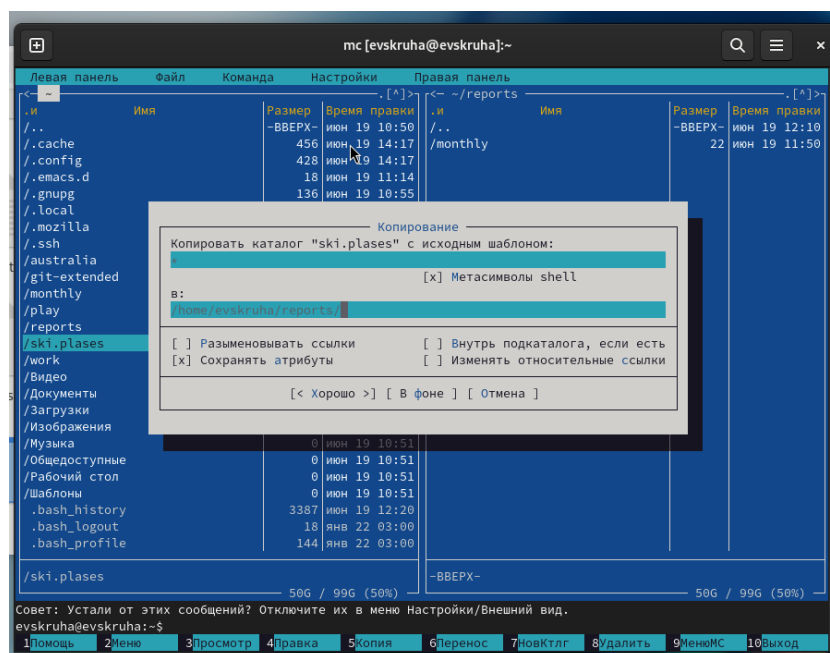 mc [evskruha@evskruha]:~
Левая панель Файл Команда Настройки Правая панель
<— ~ .[^]> <— ~/reports .[^]>
.и Имя Размер Время правки .и Имя Размер Время правки
/.. -ВВЕРХ- июн 19 10:50 /.. -ВВЕРХ- июн 19 12:10
/.cache 456 июн 19 14:17 /monthly 22 июн 19 11:50
/.config 428 июн 19 14:17
/.emacs.d 18 июн 19 11:14
/.gnupg 136 июн 19 10:55
/.local
/.mozilla Копирование
/.ssh Копировать каталог "ski.plases" с исходным шаблоном:
/australia *
/git-extended [x] Метасимволы shell
/monthly в:
/play /home/evskruha/reports/
/reports
/ski.plases [ ] Разыменовывать ссылки [ ] Внутрь подкаталога, если есть
/work [x] Сохранять атрибуты [ ] Изменять относительные ссылки
/Видео
/Документы [< Хорошо >] [ В фоне ] [ Отмена ]
/Загрузки
/Изображения
/Музыка 0 июн 19 10:51
/Общедоступные 0 июн 19 10:51
/Рабочий стол 0 июн 19 10:51
/Шаблоны 0 июн 19 10:51
.bash_history 3387 июн 19 12:20
.bash_logout 18 янв 22 03:00
.bash_profile 144 янв 22 03:00
/ski.plases -ВВЕРХ-
50G / 99G (50%) 50G / 99G (50%)
Совет: Устали от этих сообщений? Отключите их в меню Настройки/Внешний вид.
evskruha@evskruha:~$
1Помощь 2Меню 3Просмотр 4Правка 5Копия 6Перенос 7НовКтлг 8Удалить 9МенюМС 10Выход